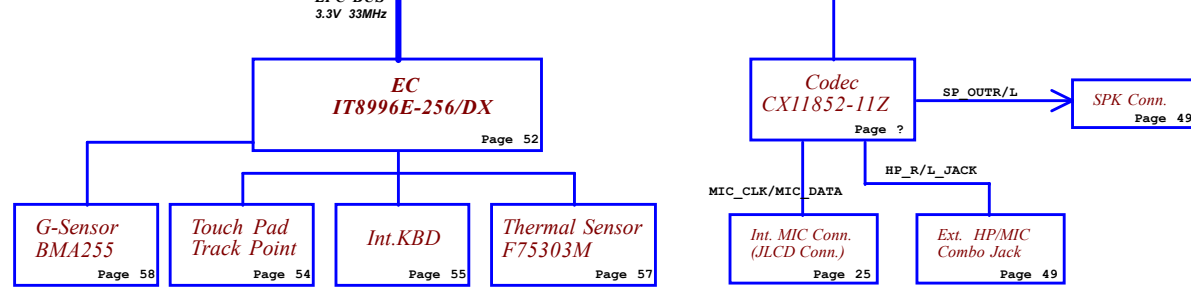 3.3V 33MHz
EC
IT8996E-256/DX
Page 52
Codec
CX11852-11Z
Page ?
SP_OUTR/L
SPK Conn.
Page 49
HP_R/L_JACK
MIC_CLK/MIC_DATA
G-Sensor
BMA255
Page 58
Touch Pad
Track Point
Page 54
Int.KBD
Page 55
Thermal Sensor
F75303M
Page 57
Int. MIC Conn.
(JLCD Conn.)
Page 25
Ext. HP/MIC
Combo Jack
Page 49